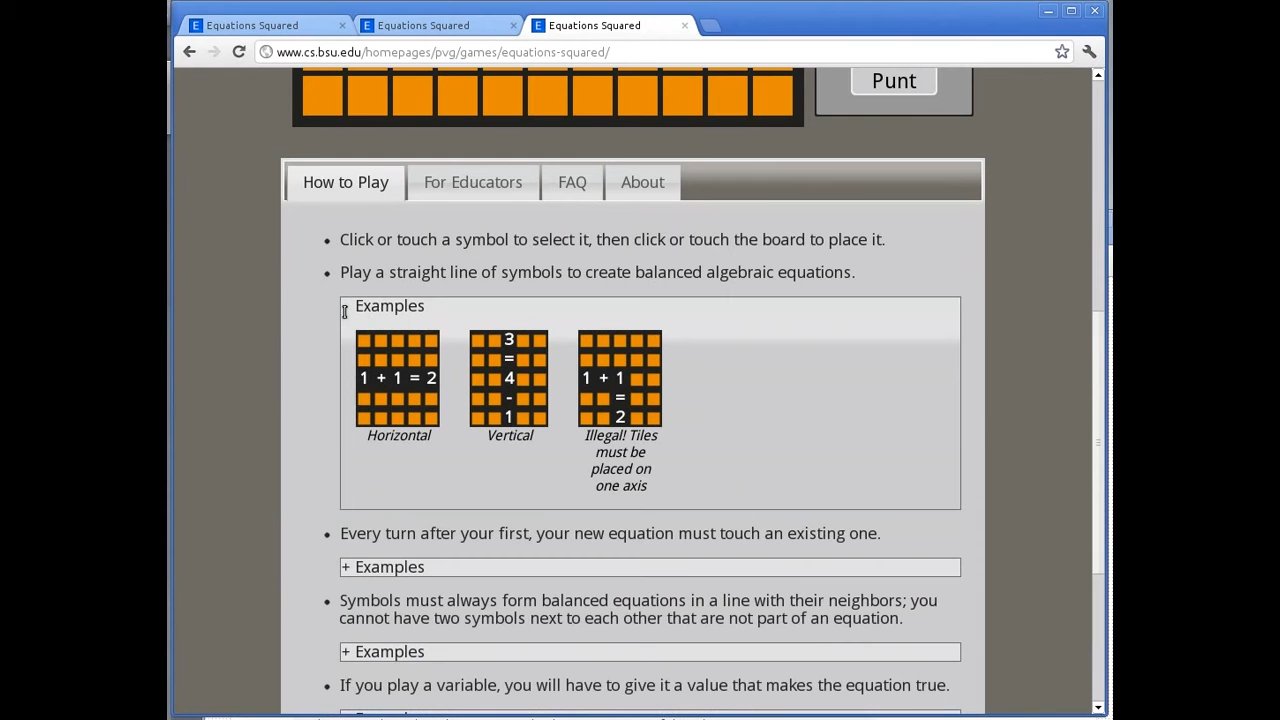 Equations Squared
Equations Squared
Equations Squared
www.cs.bsu.edu/homepages/pvg/games/equations-squared/
Punt
How to Play
For Educators
FAQ
About
• Click or touch a symbol to select it, then click or touch the board to place it.
• Play a straight line of symbols to create balanced algebraic equations.
Examples
1 + 1 = 2
Horizontal
3
=
4
-
1
Vertical
1 + 1
=
2
Illegal! Tiles
must be
placed on
one axis
• Every turn after your first, your new equation must touch an existing one.
+ Examples
• Symbols must always form balanced equations in a line with their neighbors; you
cannot have two symbols next to each other that are not part of an equation.
+ Examples
• If you play a variable, you will have to give it a value that makes the equation true.